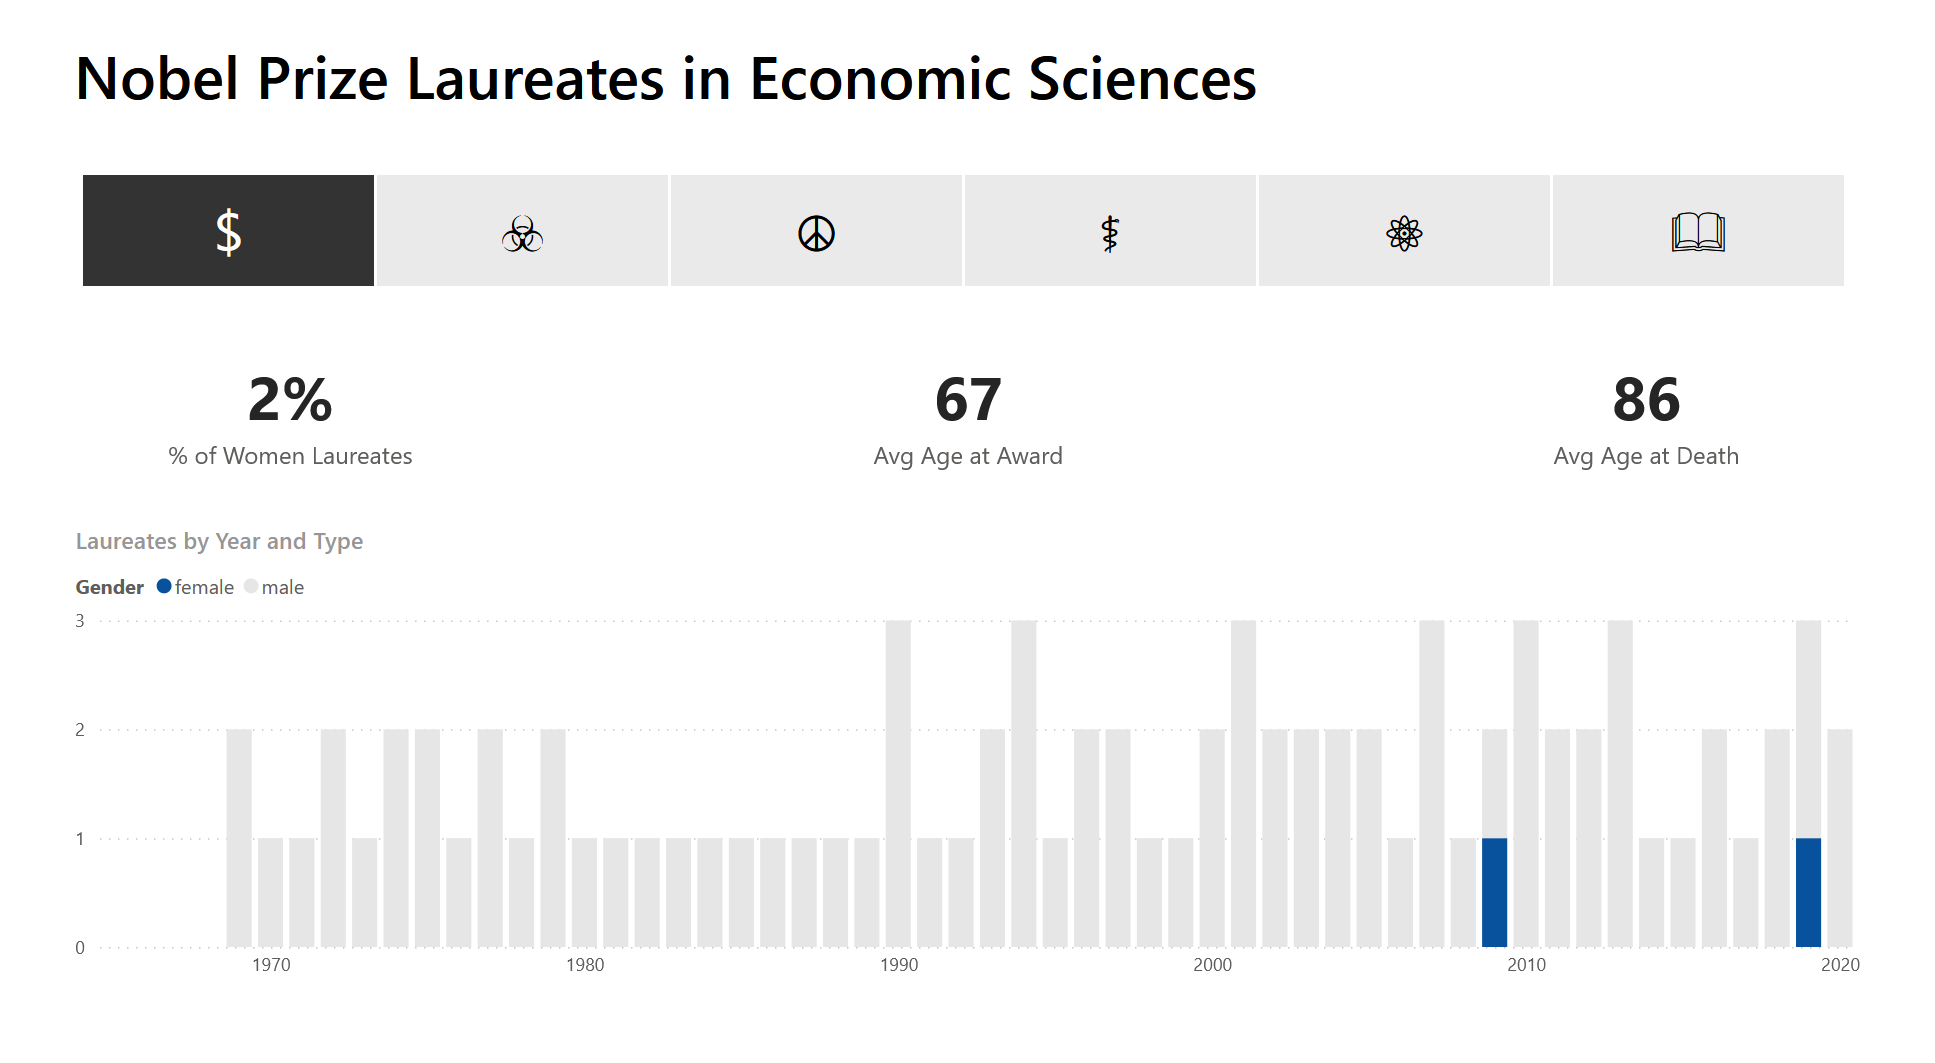 Nobel Prize Laureates in Economic Sciences
$ ☣ ☮ ⚕ ⚛ 🕮
2% 67 86
% of Women Laureates Avg Age at Award Avg Age at Death
Laureates by Year and Type
Gender female male
3
2
1
0
1970 1980 1990 2000 2010 2020